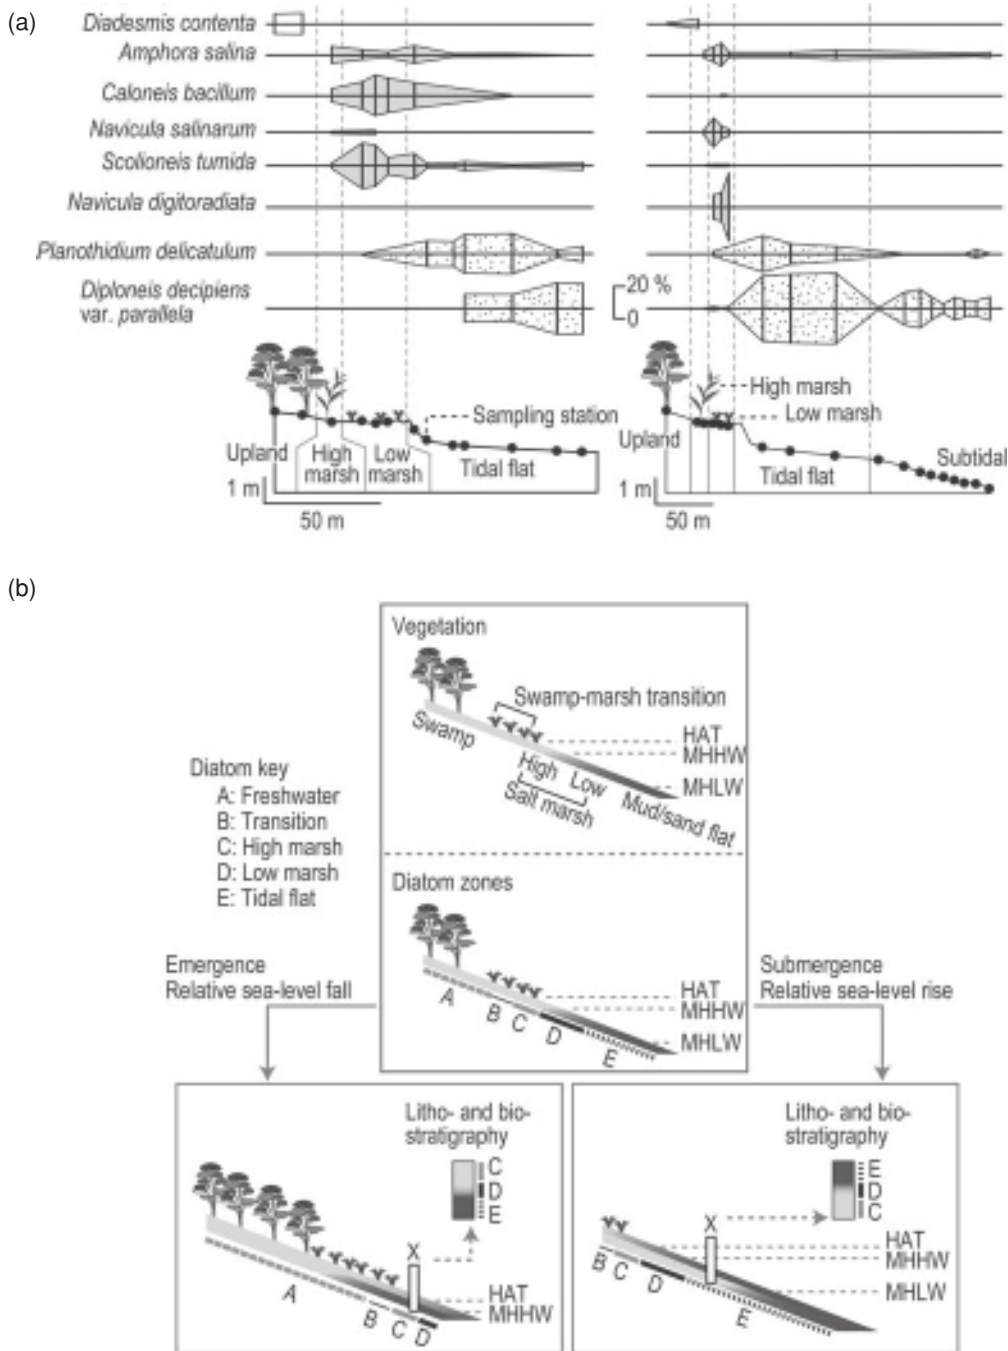 (a)
Diadesmis contenta
Amphora salina
Caloneis bacillum
Navicula salinarum
Scolioneis tumida
Navicula digitoradiata
Planothidium delicatulum
Diploneis decipiens
var. parallela
20 %
0
Sampling station
Upland
High
marsh
Low
marsh
Tidal flat
1 m
50 m
High marsh
Low marsh
Upland
Tidal flat
Subtidal
1 m
50 m
(b)
Vegetation
Swamp-marsh transition
Swamp
HAT
MHHW
High
Low
Salt marsh
MHLW
Mud/sand flat
Diatom key
A: Freshwater
B: Transition
C: High marsh
D: Low marsh
E: Tidal flat
Diatom zones
HAT
MHHW
MHLW
A
B
C
D
E
Emergence
Relative sea-level fall
Submergence
Relative sea-level rise
Litho- and bio-
stratigraphy
C
D
E
X
HAT
MHHW
A
B
C
D
Litho- and bio-
stratigraphy
E
D
C
X
HAT
MHHW
MHLW
B
C
D
E